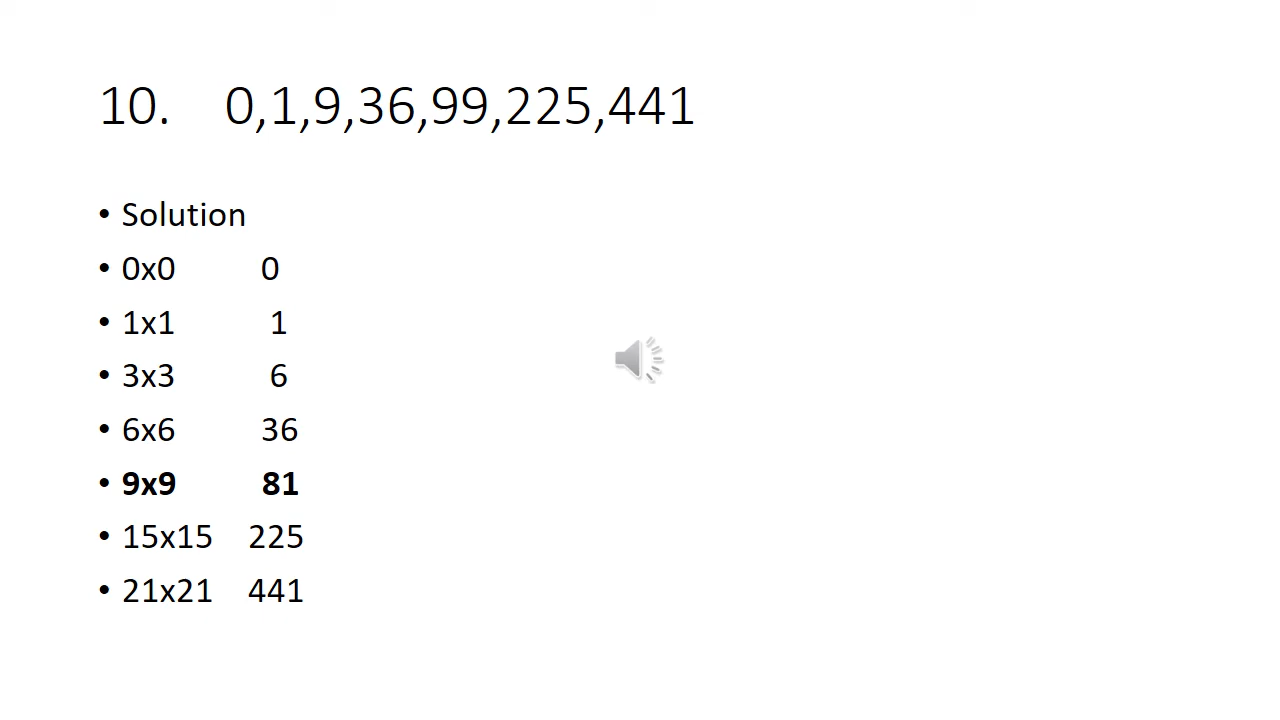 10. 0,1,9,36,99,225,441
• Solution
• 0x0 0
• 1x1 1
• 3x3 6
• 6x6 36
• 9x9 81
• 15x15 225
• 21x21 441